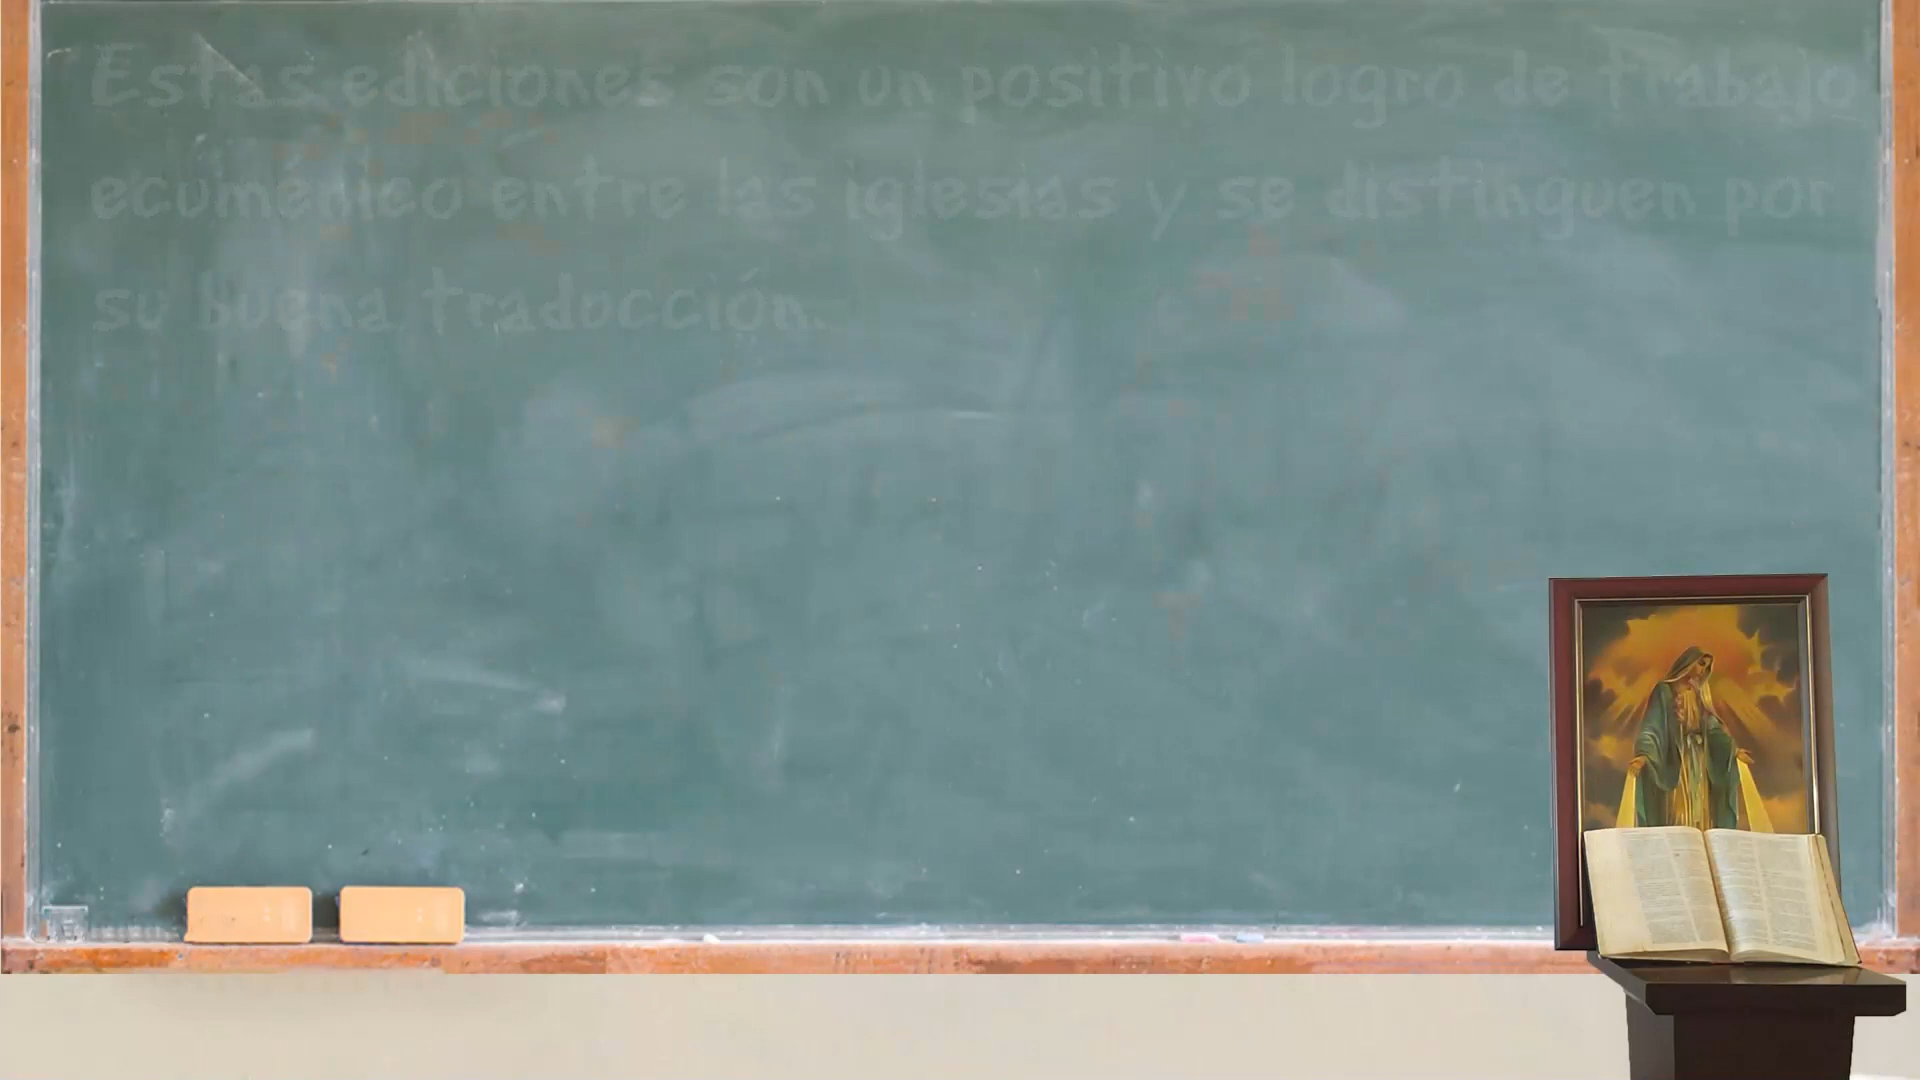 Estas ediciones son un positivo logro de trabajo
ecuménico entre las iglesias y se distinguen por
su buena traducción.